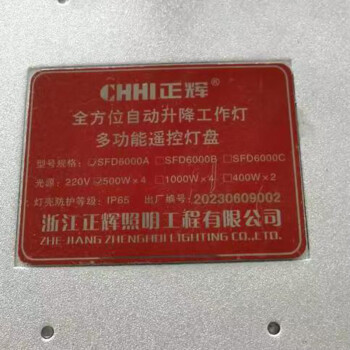 CHHI正辉®
全方位自动升降工作灯
多功能遥控灯盘
型号规格: ☑SFD6000A □SFD6000B □SFD6000C
光源: 220V ☑500W×4 □1000W×4 □400W×2
灯壳防护等级: IP65 出厂编号: 20230609002
浙江正辉照明工程有限公司
ZHE JIANG ZHENGHUI LIGHTING CO.,LTD.